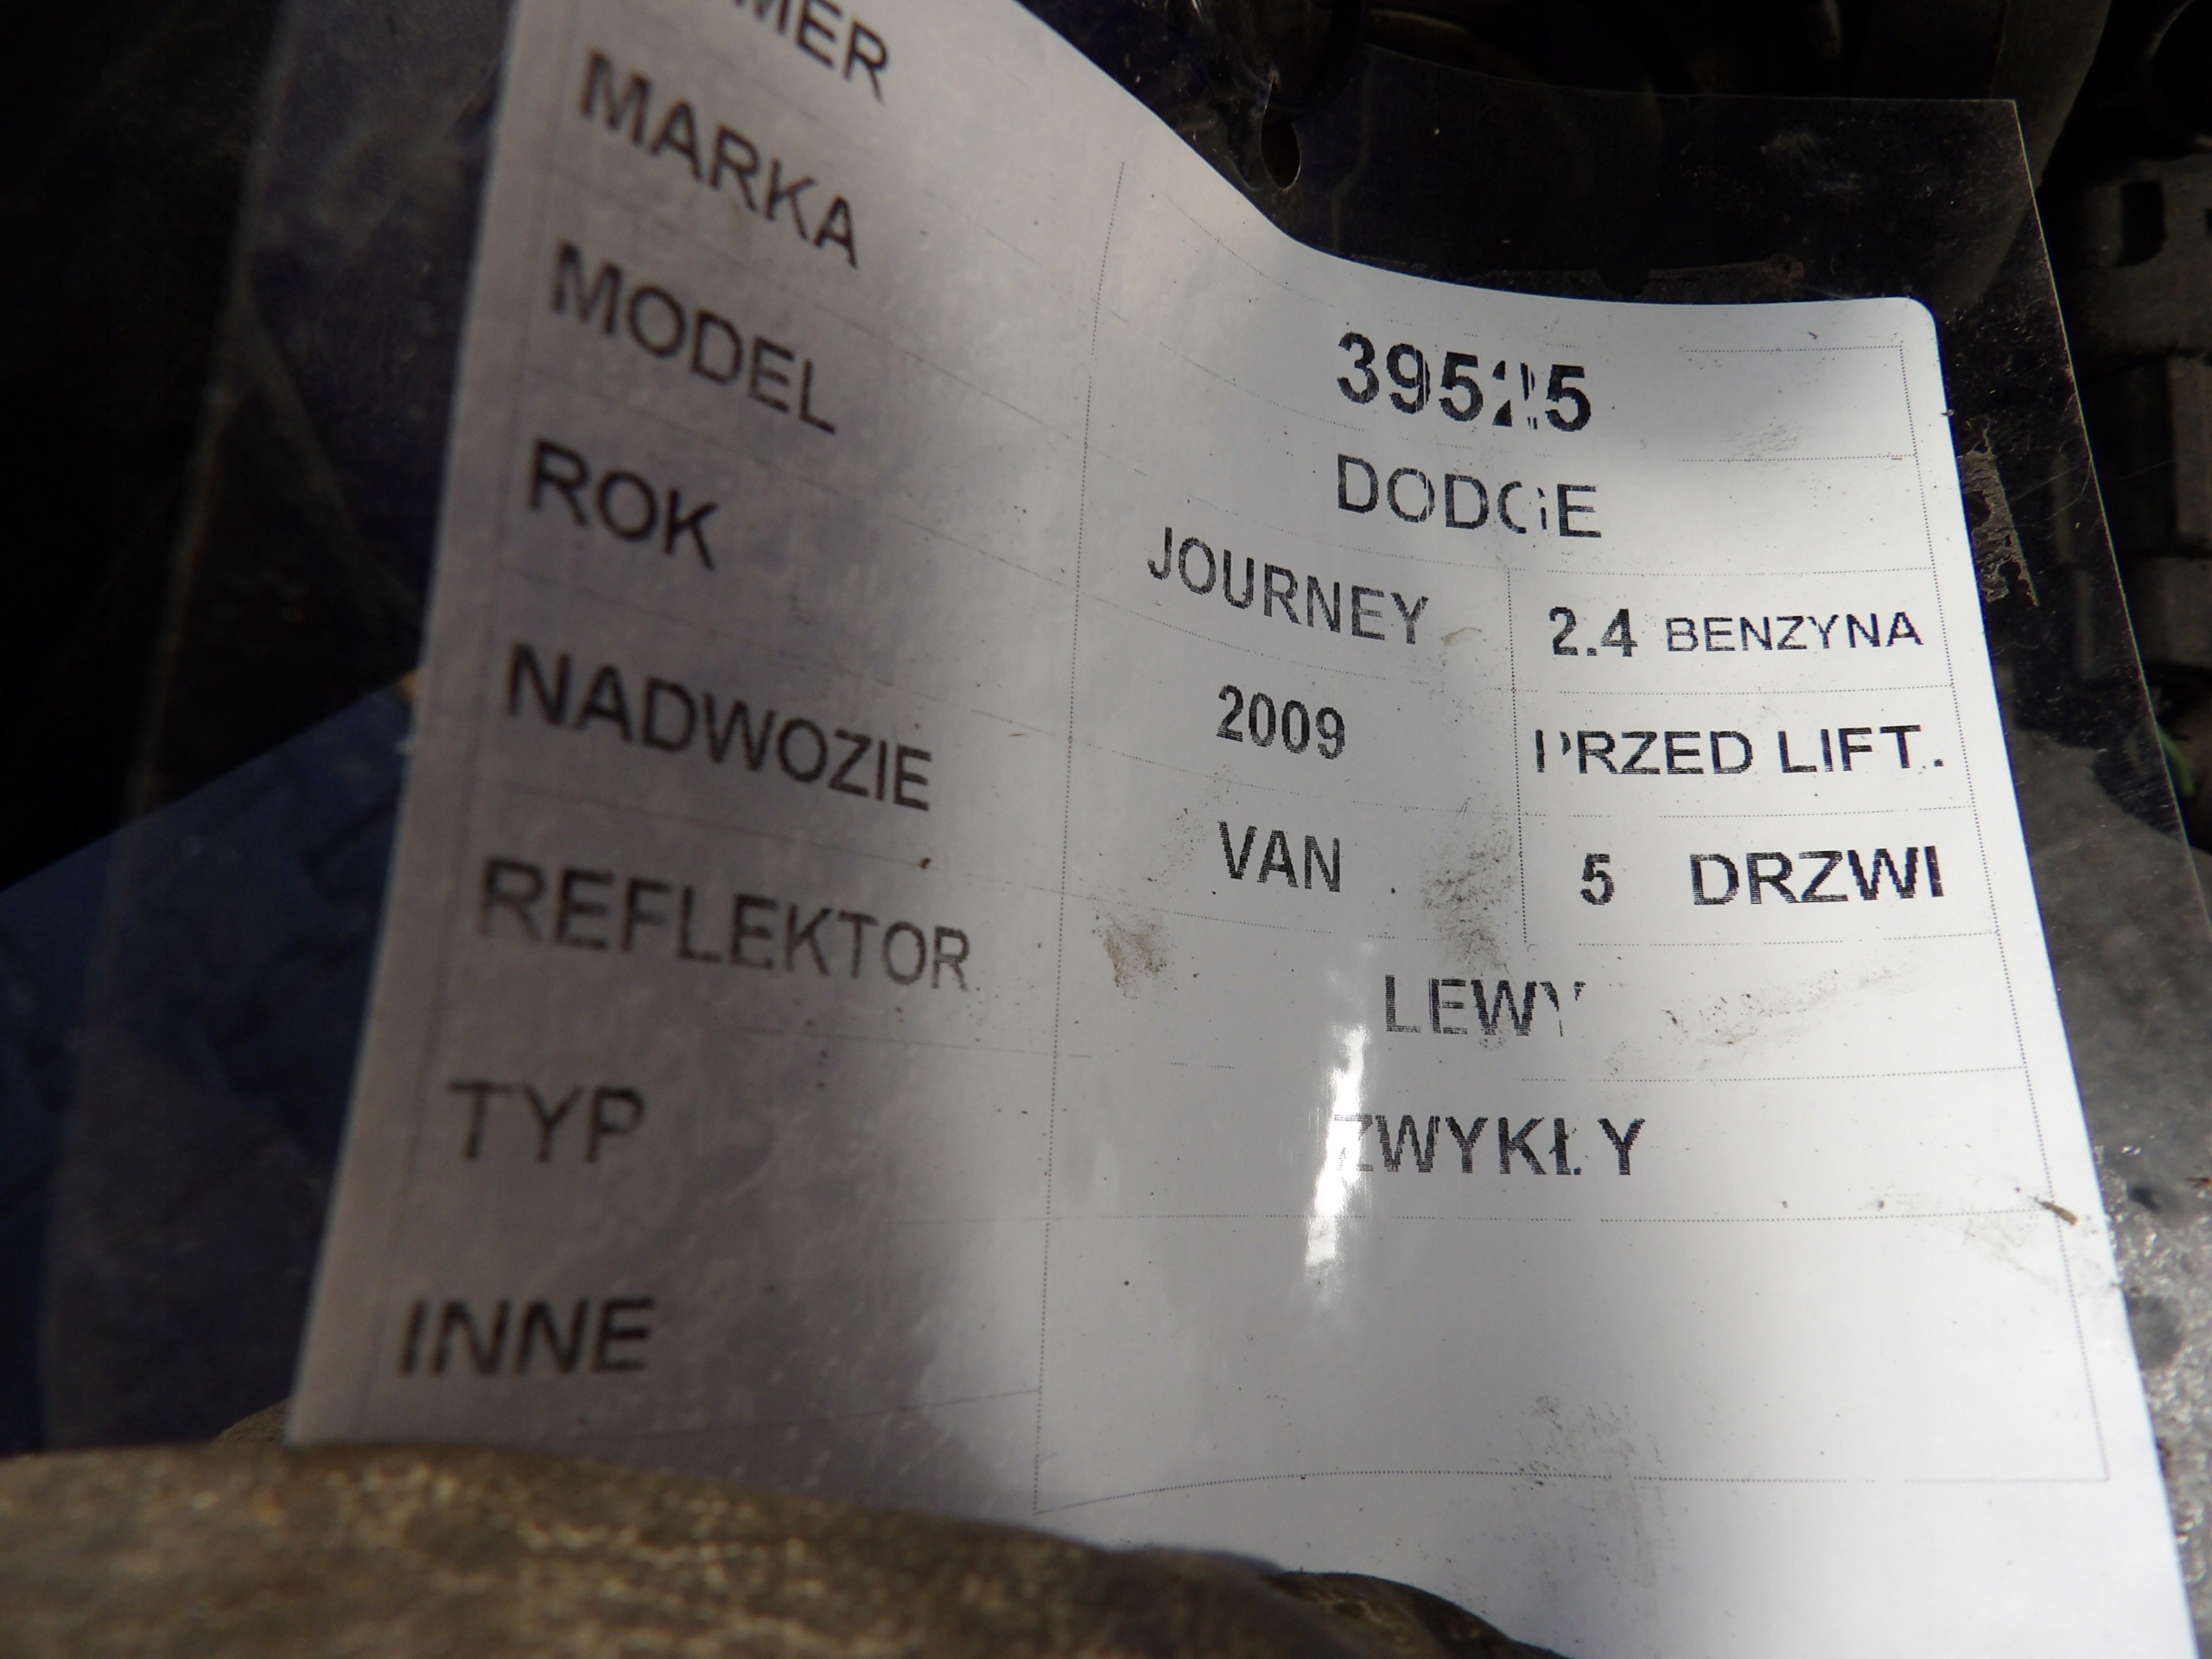 MARKA
39525
MODEL DODGE
ROK JOURNEY 2.4 BENZYNA
NADWOZIE 2009 PRZED LIFT.
REFLEKTOR VAN 5 DRZWI
LEWY
TYP ZWYKŁY
INNE